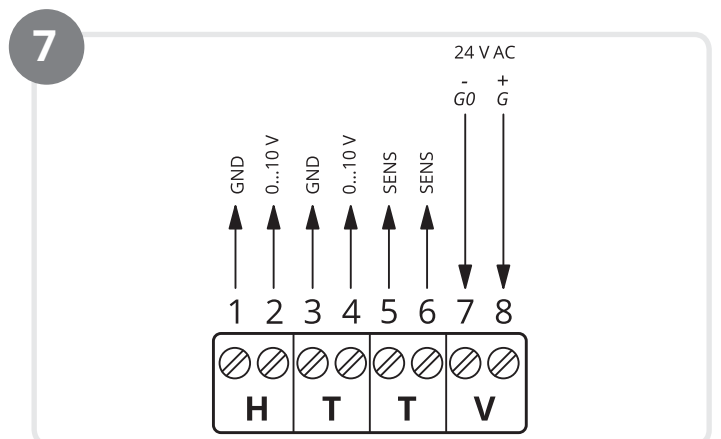 7
24 V AC
- +
G0 G
GND 0...10 V GND 0...10 V SENS SENS
1 2 3 4 5 6 7 8
H T T V